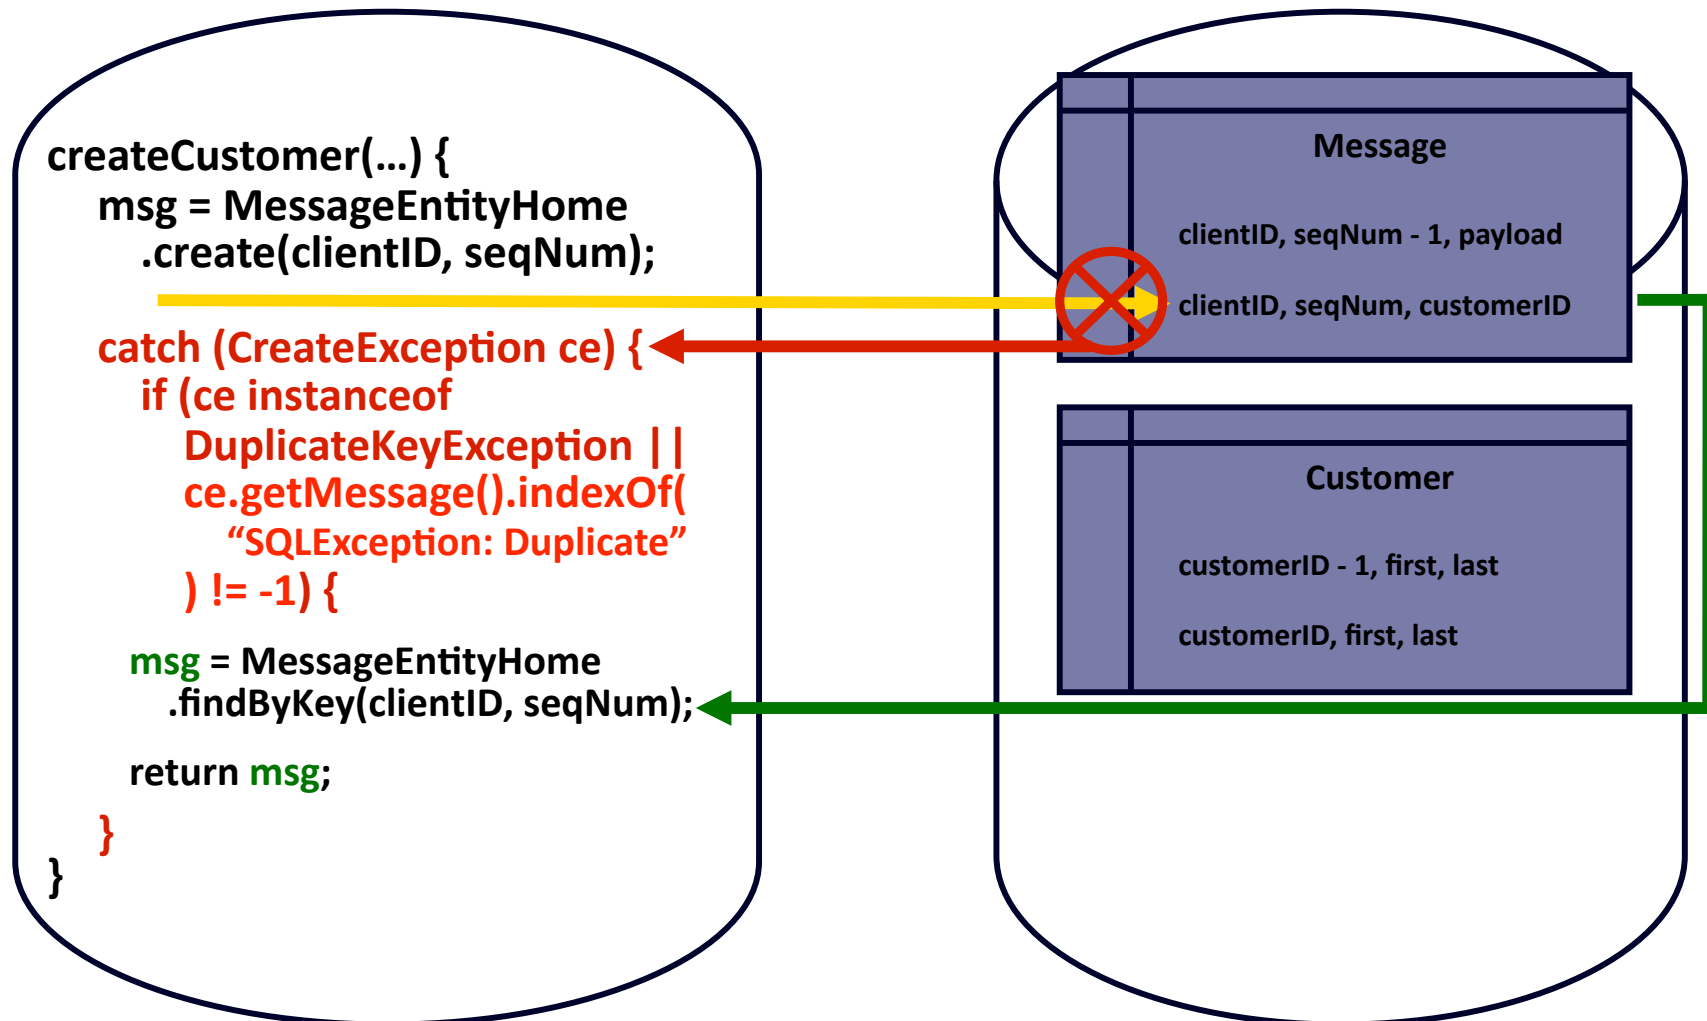 createCustomer(…) {
msg = MessageEntityHome
.create(clientID, seqNum);
catch (CreateException ce) {
if (ce instanceof
DuplicateKeyException ||
ce.getMessage().indexOf(
“SQLException: Duplicate”
) != -1) {
msg = MessageEntityHome
.findByKey(clientID, seqNum);
return msg;
}
}
Message
clientID, seqNum - 1, payload
clientID, seqNum, customerID
Customer
customerID - 1, first, last
customerID, first, last